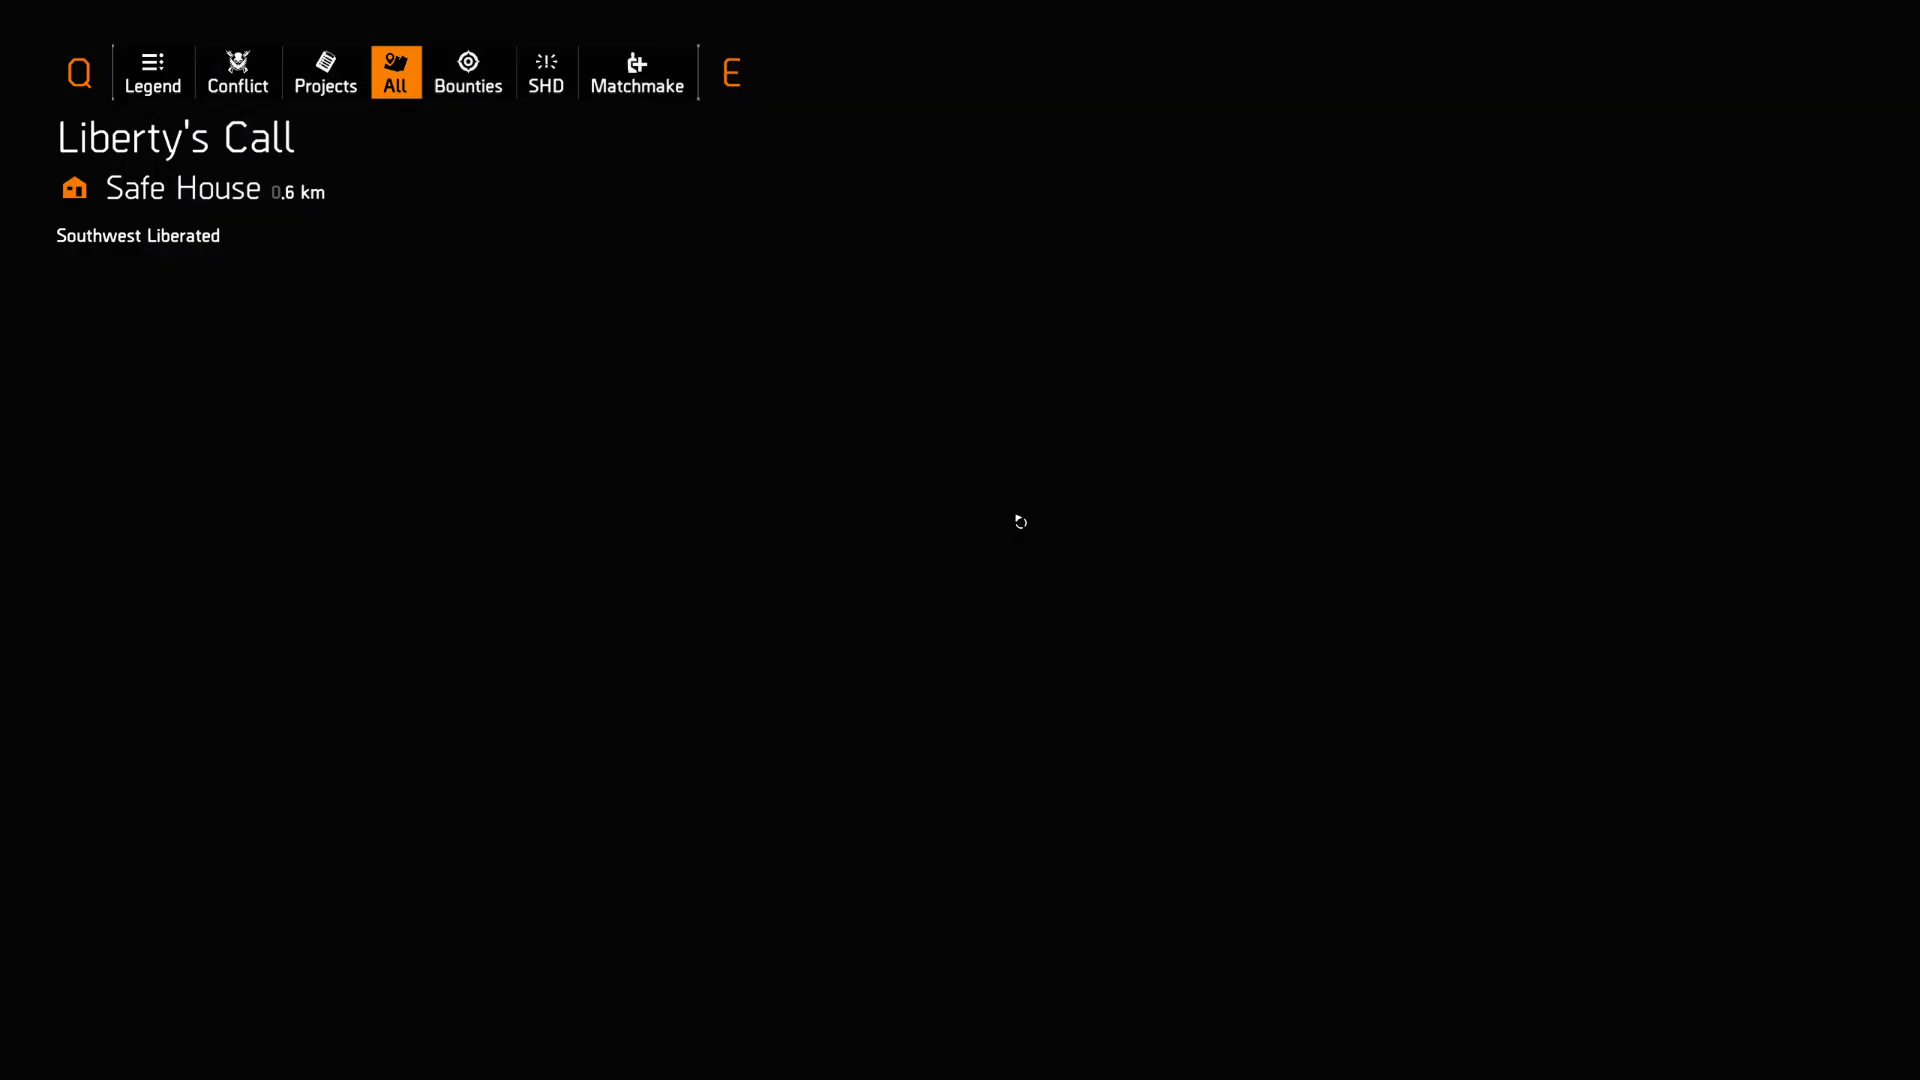 Q Legend Conflict Projects All Bounties SHD Matchmake E
Liberty's Call
Safe House 0.6 km
Southwest Liberated